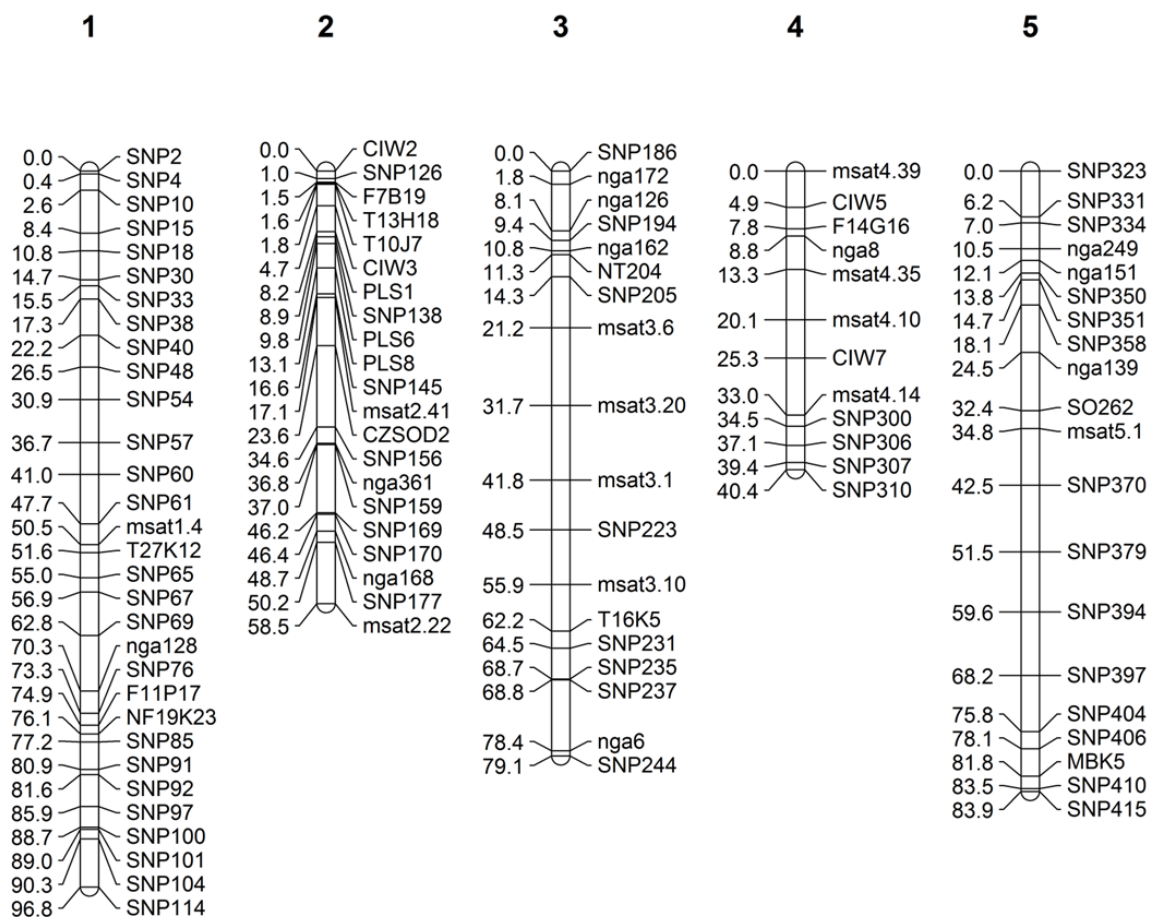 1
0.0 SNP2
0.4 SNP4
2.6 SNP10
8.4 SNP15
10.8 SNP18
14.7 SNP30
15.5 SNP33
17.3 SNP38
22.2 SNP40
26.5 SNP48
30.9 SNP54
36.7 SNP57
41.0 SNP60
47.7 SNP61
50.5 msat1.4
51.6 T27K12
55.0 SNP65
56.9 SNP67
62.8 SNP69
70.3 nga128
73.3 SNP76
74.9 F11P17
76.1 NF19K23
77.2 SNP85
80.9 SNP91
81.6 SNP92
85.9 SNP97
88.7 SNP100
89.0 SNP101
90.3 SNP104
96.8 SNP114
2
0.0 CIW2
1.0 SNP126
1.5 F7B19
1.6 T13H18
1.8 T10J7
4.7 CIW3
8.2 PLS1
8.9 SNP138
9.8 PLS6
13.1 PLS8
16.6 SNP145
17.1 msat2.41
23.6 CZSOD2
34.6 SNP156
36.8 nga361
37.0 SNP159
46.2 SNP169
46.4 SNP170
48.7 nga168
50.2 SNP177
58.5 msat2.22
3
0.0 SNP186
1.8 nga172
8.1 nga126
9.4 SNP194
10.8 nga162
11.3 NT204
14.3 SNP205
21.2 msat3.6
31.7 msat3.20
41.8 msat3.1
48.5 SNP223
55.9 msat3.10
62.2 T16K5
64.5 SNP231
68.7 SNP235
68.8 SNP237
78.4 nga6
79.1 SNP244
4
0.0 msat4.39
4.9 CIW5
7.8 F14G16
8.8 nga8
13.3 msat4.35
20.1 msat4.10
25.3 CIW7
33.0 msat4.14
34.5 SNP300
37.1 SNP306
39.4 SNP307
40.4 SNP310
5
0.0 SNP323
6.2 SNP331
7.0 SNP334
10.5 nga249
12.1 nga151
13.8 SNP350
14.7 SNP351
18.1 SNP358
24.5 nga139
32.4 SO262
34.8 msat5.1
42.5 SNP370
51.5 SNP379
59.6 SNP394
68.2 SNP397
75.8 SNP404
78.1 SNP406
81.8 MBK5
83.5 SNP410
83.9 SNP415